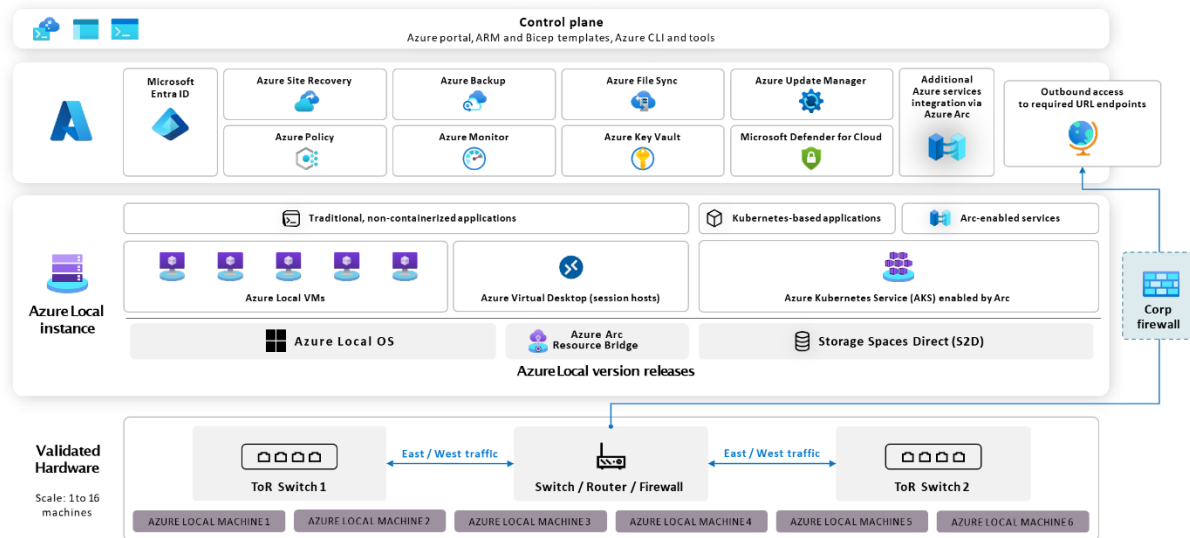 Control plane
Azure portal, ARM and Bicep templates, Azure CLI and tools
Microsoft
Entra ID
Azure Site Recovery
Azure Backup
Azure File Sync
Azure Update Manager
Additional
Azure services
integration via
Azure Arc
Outbound access
to required URL endpoints
Azure Policy
Azure Monitor
Azure Key Vault
Microsoft Defender for Cloud
Traditional, non-containerized applications
Kubernetes-based applications
Arc-enabled services
Azure Local
instance
Azure Local VMs
Azure Virtual Desktop (session hosts)
Azure Kubernetes Service (AKS) enabled by Arc
Corp
firewall
Azure Local OS
Azure Arc
Resource Bridge
Storage Spaces Direct (S2D)
Azure Local version releases
Validated
Hardware
Scale: 1 to 16
machines
East / West traffic
East / West traffic
ToR Switch 1
Switch / Router / Firewall
ToR Switch 2
AZURE LOCAL MACHINE 1
AZURE LOCAL MACHINE 2
AZURE LOCAL MACHINE 3
AZURE LOCAL MACHINE 4
AZURE LOCAL MACHINE 5
AZURE LOCAL MACHINE 6